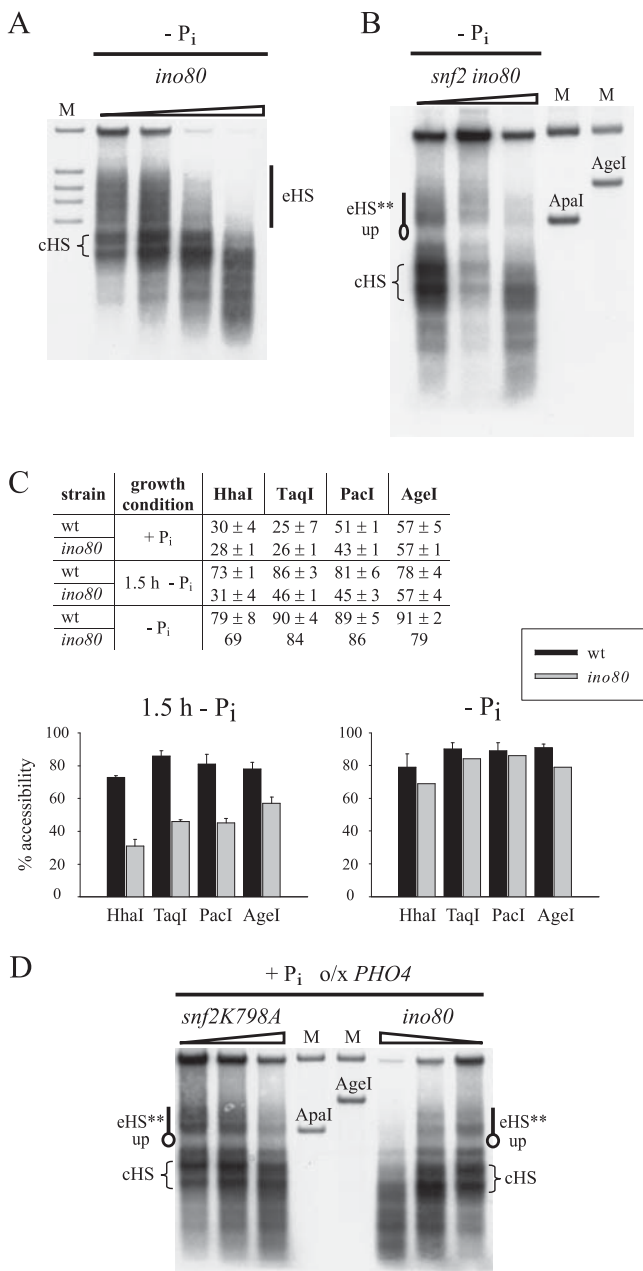 A
- Pi
ino80
M
cHS
eHS
B
- Pi
snf2 ino80
M
M
AgeI
ApaI
eHS**
up
cHS
C
strain growth condition HhaI TaqI PacI AgeI
wt + Pi 30 ± 4 25 ± 7 51 ± 1 57 ± 5
ino80 28 ± 1 26 ± 1 43 ± 1 57 ± 1
wt 1.5 h - Pi 73 ± 1 86 ± 3 81 ± 6 78 ± 4
ino80 31 ± 4 46 ± 1 45 ± 3 57 ± 4
wt - Pi 79 ± 8 90 ± 4 89 ± 5 91 ± 2
ino80 69 84 86 79
wt
ino80
1.5 h - Pi
% accessibility
100
80
60
40
20
0
HhaI TaqI PacI AgeI
- Pi
100
80
60
40
20
0
HhaI TaqI PacI AgeI
D
+ Pi o/x PHO4
snf2K798A M M ino80
AgeI
ApaI
eHS**
up
cHS
eHS**
up
cHS